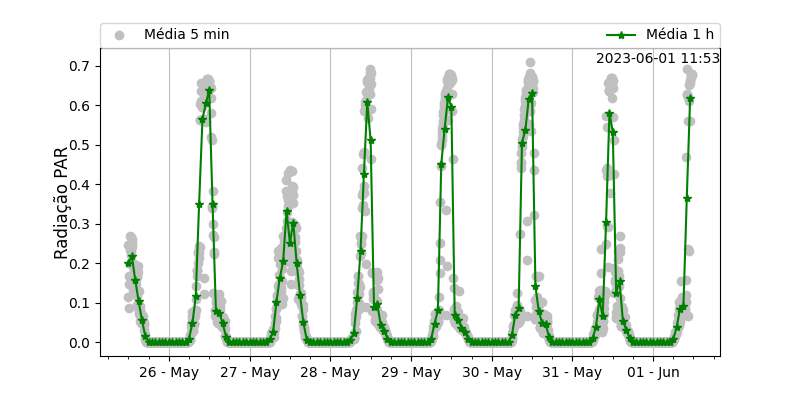 Média 5 min
Média 1 h
2023-06-01 11:53
Radiação PAR
0.7
0.6
0.5
0.4
0.3
0.2
0.1
0.0
26 - May
27 - May
28 - May
29 - May
30 - May
31 - May
01 - Jun